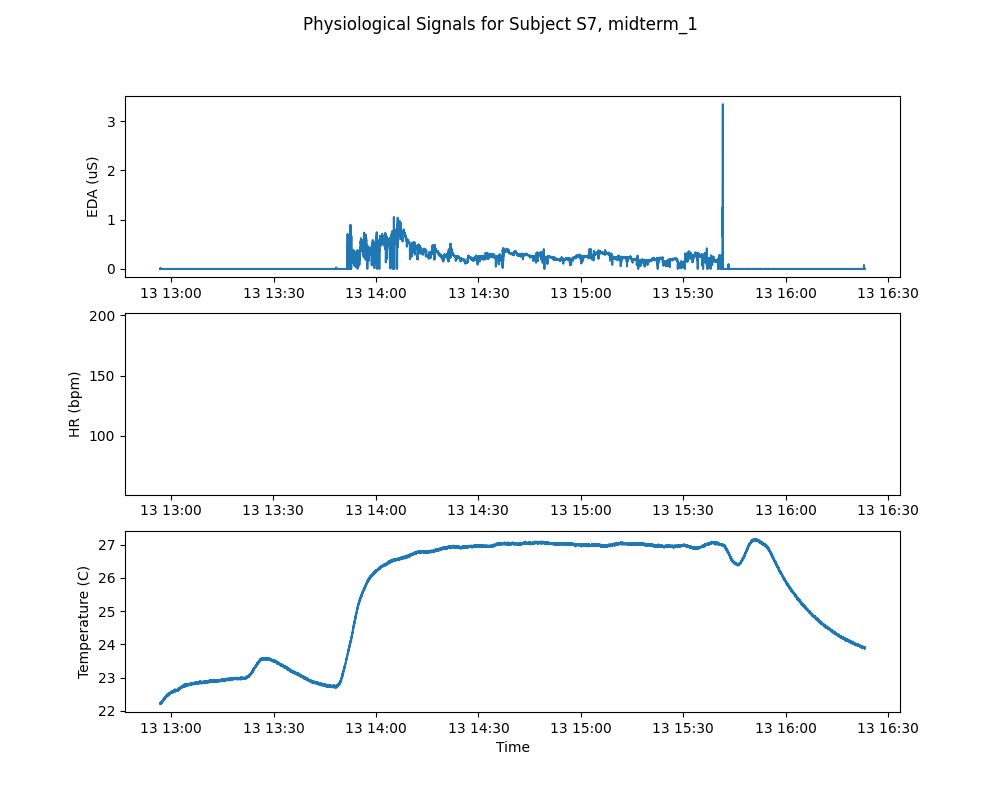 Physiological Signals for Subject S7, midterm_1
3
2
1
0
EDA (uS)
13 13:00 13 13:30 13 14:00 13 14:30 13 15:00 13 15:30 13 16:00 13 16:30
200
150
100
HR (bpm)
13 13:00 13 13:30 13 14:00 13 14:30 13 15:00 13 15:30 13 16:00 13 16:30
27
26
25
24
23
22
Temperature (C)
13 13:00 13 13:30 13 14:00 13 14:30 13 15:00 13 15:30 13 16:00 13 16:30
Time